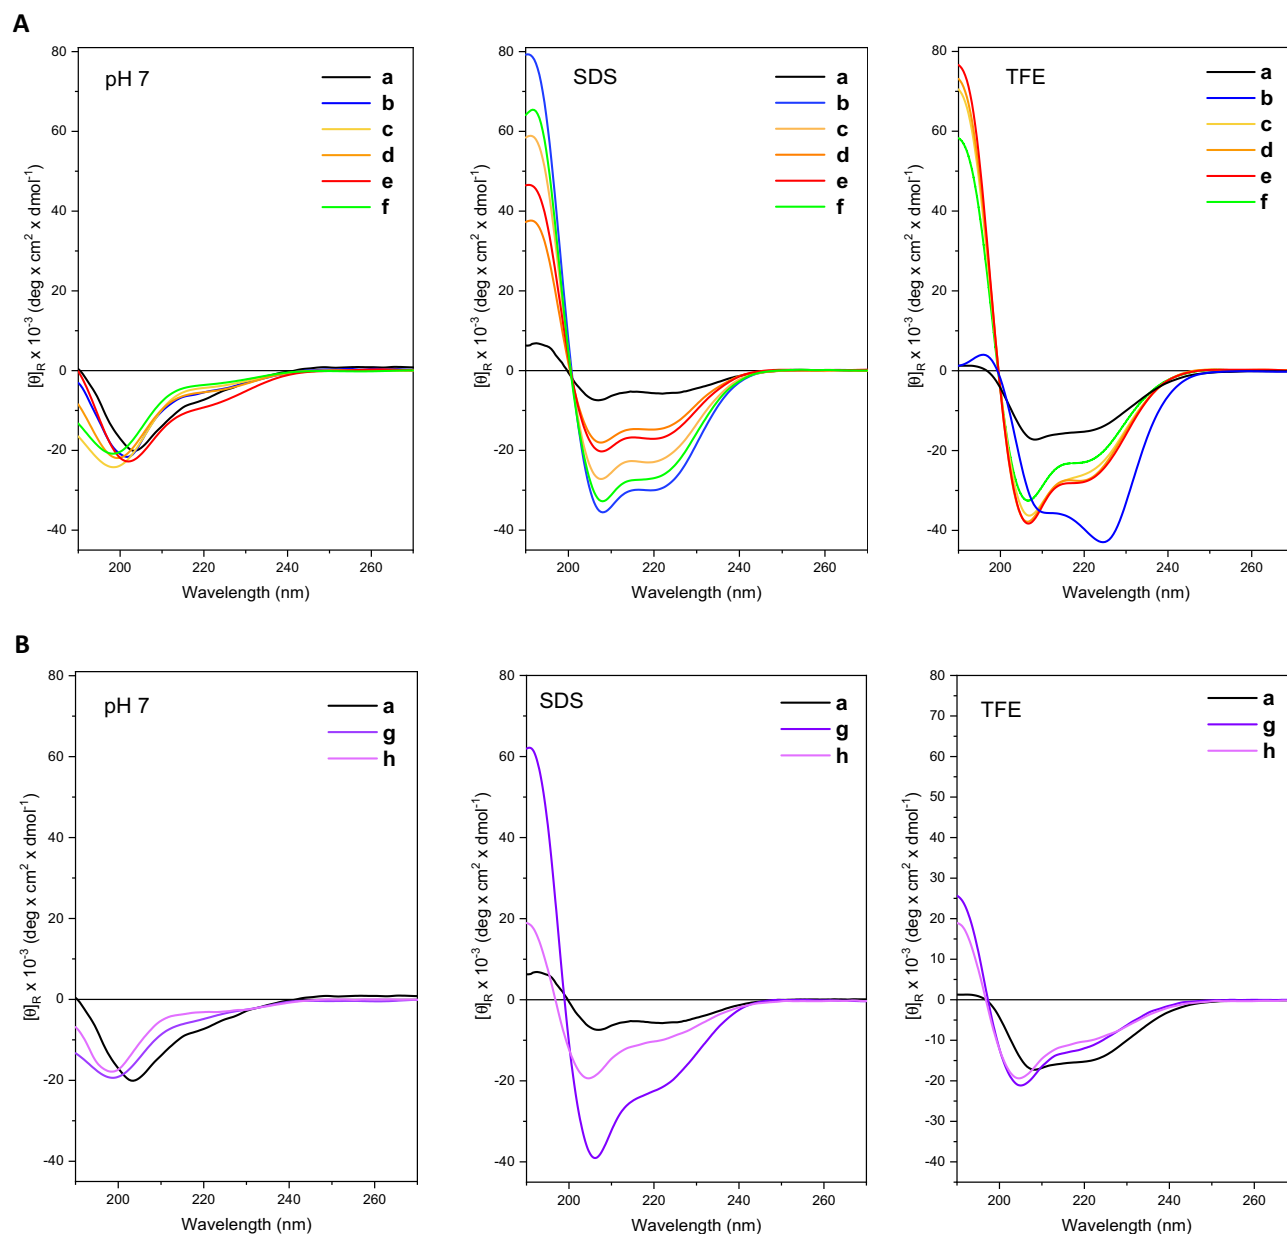 A
pH 7
a
b
c
d
e
f
80
60
40
20
0
-20
-40
200
220
240
260
[θ]R x 10-3 (deg x cm2 x dmol-1)
Wavelength (nm)
SDS
a
b
c
d
e
f
80
60
40
20
0
-20
-40
200
220
240
260
[θ]R x 10-3 (deg x cm2 x dmol-1)
Wavelength (nm)
TFE
a
b
c
d
e
f
80
60
40
20
0
-20
-40
200
220
240
260
[θ]R x 10-3 (deg x cm2 x dmol-1)
Wavelength (nm)
B
pH 7
a
g
h
80
60
40
20
0
-20
-40
200
220
240
260
[θ]R x 10-3 (deg x cm2 x dmol-1)
Wavelength (nm)
SDS
a
g
h
80
60
40
20
0
-20
-40
200
220
240
260
[θ]R x 10-3 (deg x cm2 x dmol-1)
Wavelength (nm)
TFE
a
g
h
80
70
60
50
40
30
20
10
0
-10
-20
-30
-40
200
220
240
260
[θ]R x 10-3 (deg x cm2 x dmol-1)
Wavelength (nm)